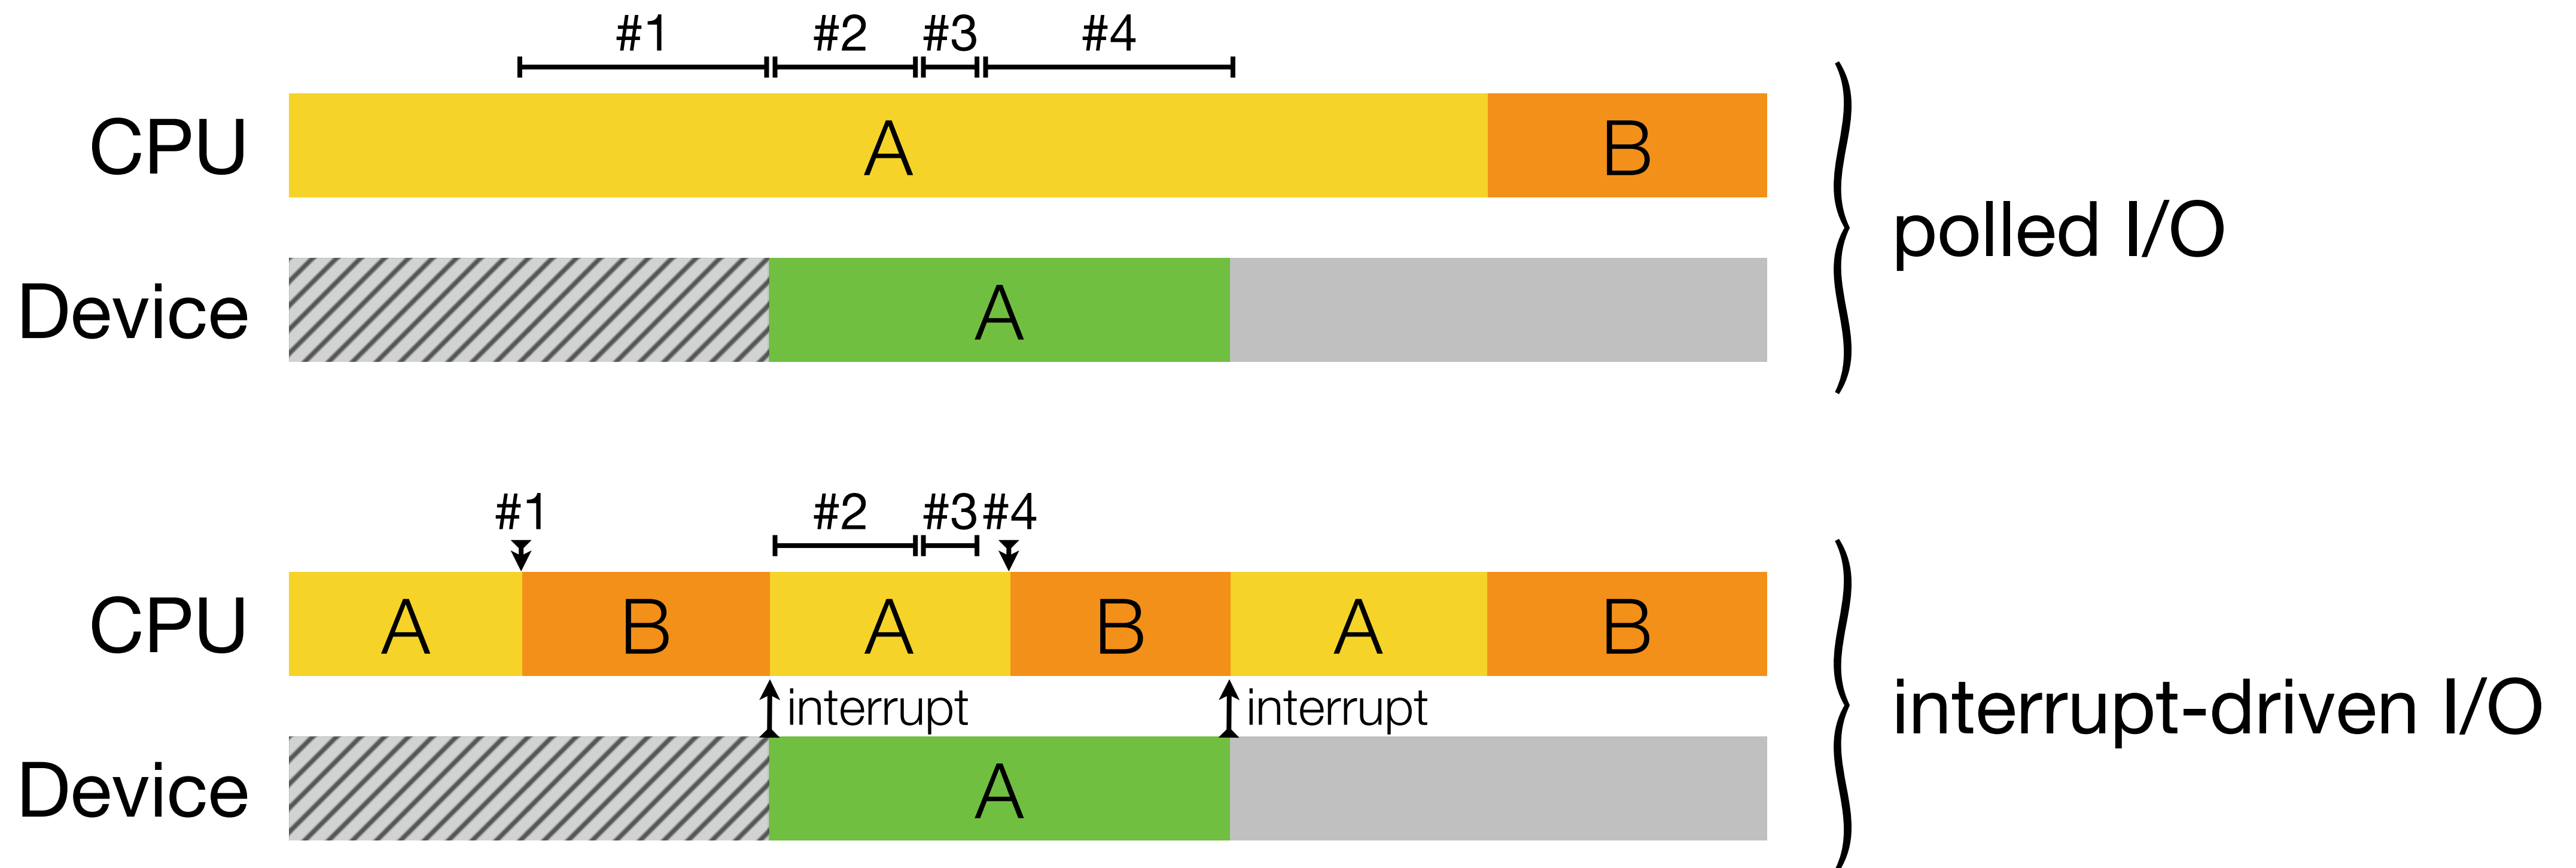 #1 #2 #3 #4
CPU A B
polled I/O
Device A
#1 #2 #3 #4
CPU A B A B A B
interrupt interrupt
interrupt-driven I/O
Device A